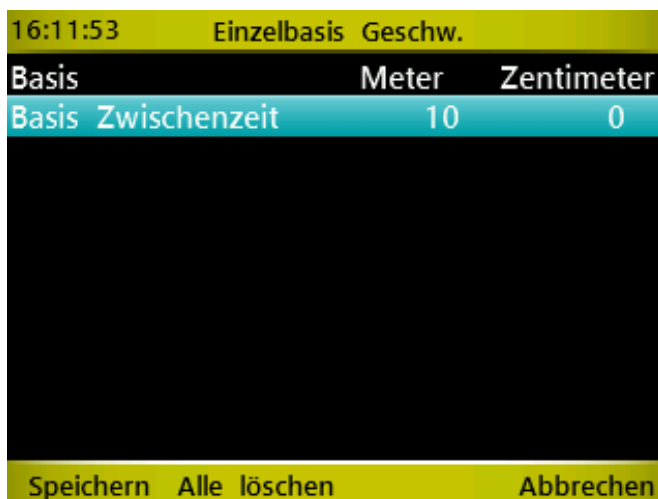 16:11:53 Einzelbasis Geschw.
Basis Meter Zentimeter
Basis Zwischenzeit 10 0
Speichern Alle löschen Abbrechen